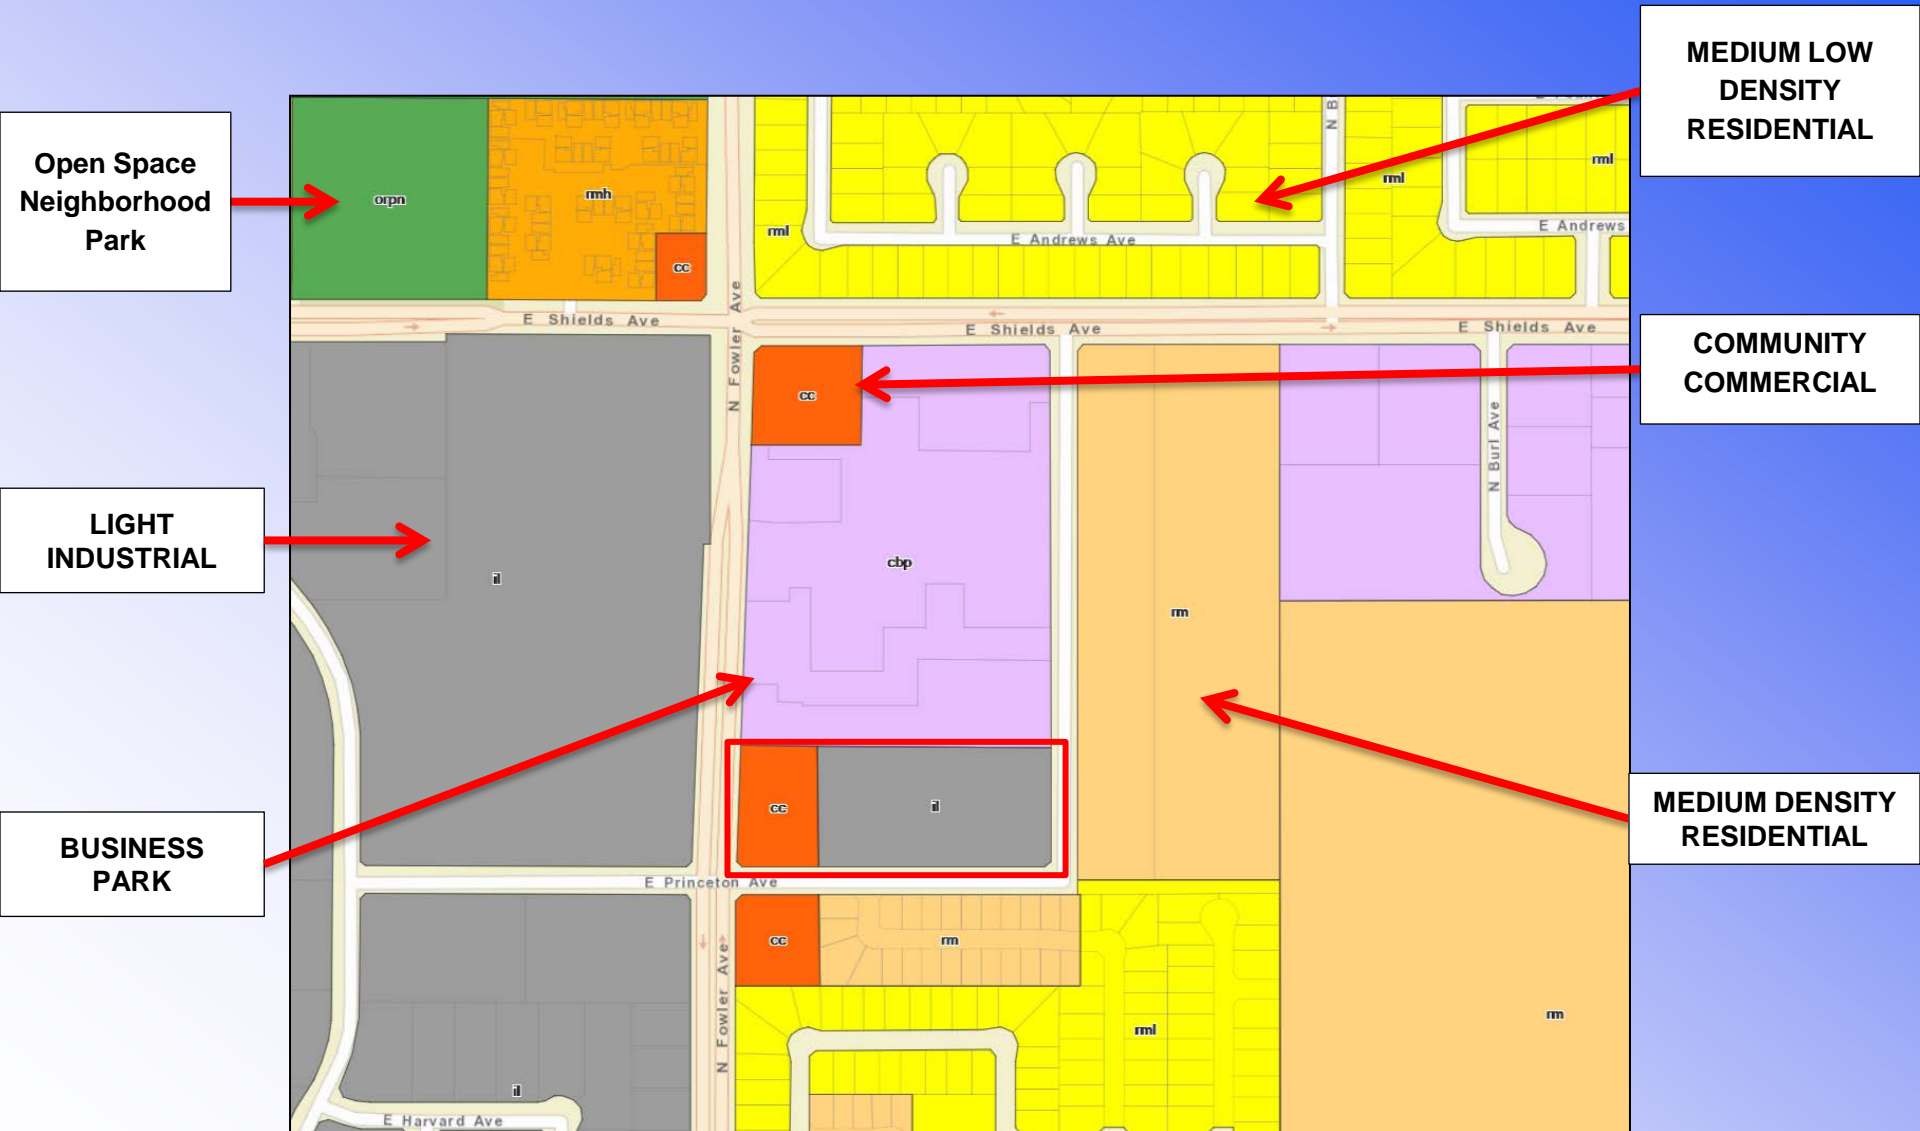 MEDIUM LOW
DENSITY
RESIDENTIAL
Open Space
Neighborhood
Park
orpn
rmh
cc
rml
rml
rml
N B
E Andrews Ave
E Andrews
E Shields Ave
E Shields Ave
E Shields Ave
N Fowler Ave
COMMUNITY
COMMERCIAL
cc
N Burl Ave
LIGHT
INDUSTRIAL
il
cbp
rm
BUSINESS
PARK
cc
il
MEDIUM DENSITY
RESIDENTIAL
E Princeton Ave
cc
rm
N Fowler Ave
rml
rm
il
E Harvard Ave